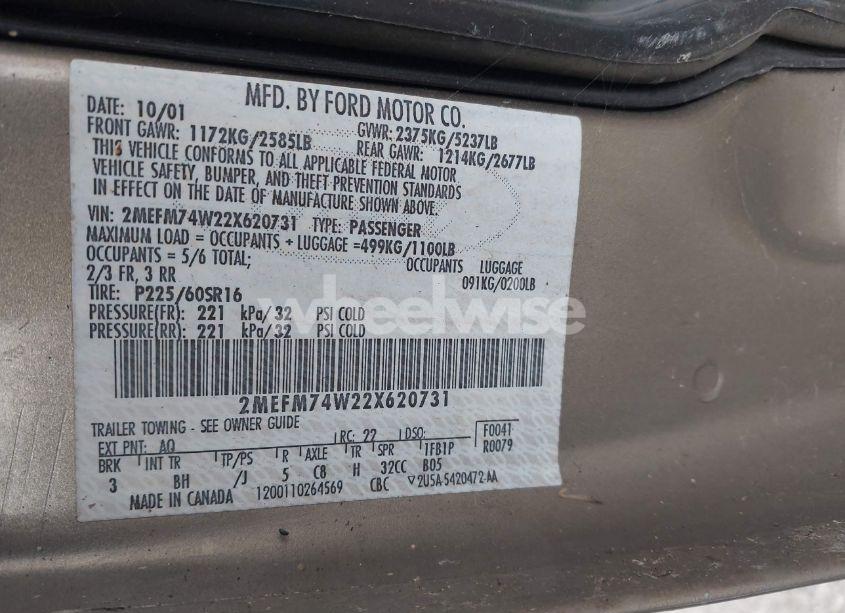 MFD. BY FORD MOTOR CO.
DATE: 10/01 GVWR: 2375KG/5237LB
FRONT GAWR: 1172KG/2585LB REAR GAWR: 1214KG/2677LB
THIS VEHICLE CONFORMS TO ALL APPLICABLE FEDERAL MOTOR
VEHICLE SAFETY, BUMPER, AND THEFT PREVENTION STANDARDS
IN EFFECT ON THE DATE OF MANUFACTURE SHOWN ABOVE.
VIN: 2MEFM74W22X620731 TYPE: PASSENGER
MAXIMUM LOAD = OCCUPANTS + LUGGAGE =499KG/1100LB
OCCUPANTS = 5/6 TOTAL; OCCUPANTS LUGGAGE
2/3 FR, 3 RR 091KG/0200LB
TIRE: P225/60SR16
PRESSURE(FR): 221 kPa/ 32 PSI COLD
PRESSURE(RR): 221 kPa/ 32 PSI COLD
wheelwise
2MEFM74W22X620731
TRAILER TOWING - SEE OWNER GUIDE
EXT PNT: AQ RC: 22 DSO: F0041
R0079
BRK INT TR TP/PS R AXLE TR SPR TFB1P
3 BH /J 5 C8 H 32CC B05
MADE IN CANADA 1200110264569 CBC ▽2U5A-5420472-AA